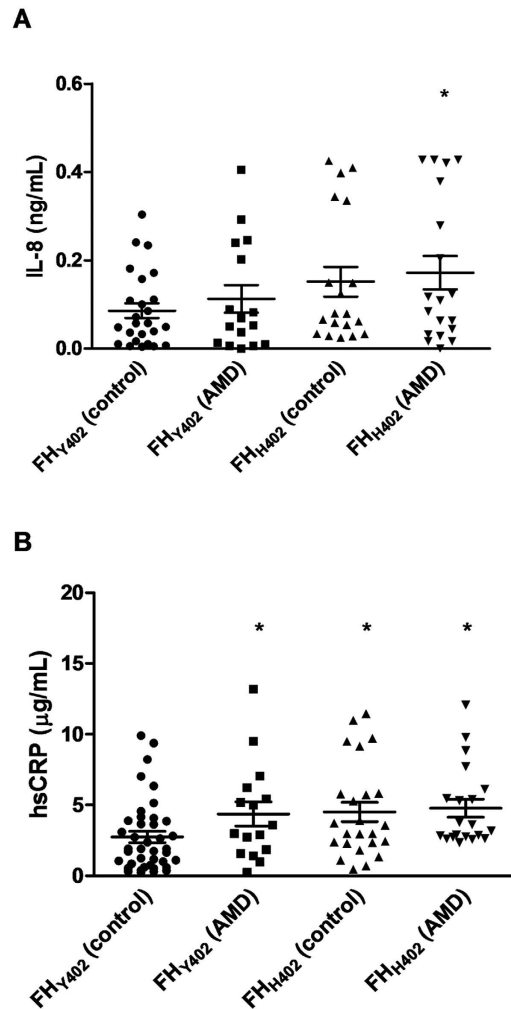 A
0.6
*
0.4
IL-8 (ng/mL)
0.2
0.0
FHY402 (control)
FHY402 (AMD)
FHH402 (control)
FHH402 (AMD)
B
20
* * *
15
hsCRP (μg/mL)
10
5
0
FHY402 (control)
FHY402 (AMD)
FHH402 (control)
FHH402 (AMD)